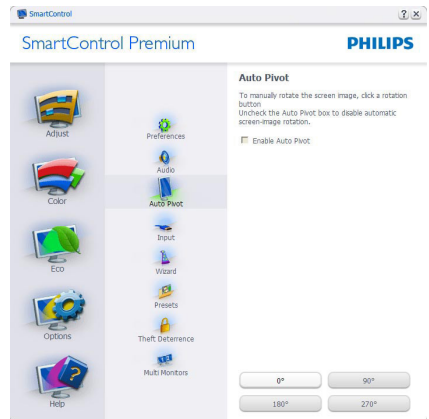 SmartControl
SmartControl Premium
PHILIPS
Adjust
Color
Eco
Options
Help
Preferences
Audio
Auto Pivot
Input
Wizard
Presets
Theft Deterrence
Multi Monitors
Auto Pivot
To manually rotate the screen image, click a rotation
button
Uncheck the Auto Pivot box to disable automatic
screen-image rotation.
Enable Auto Pivot
0°
90°
180°
270°